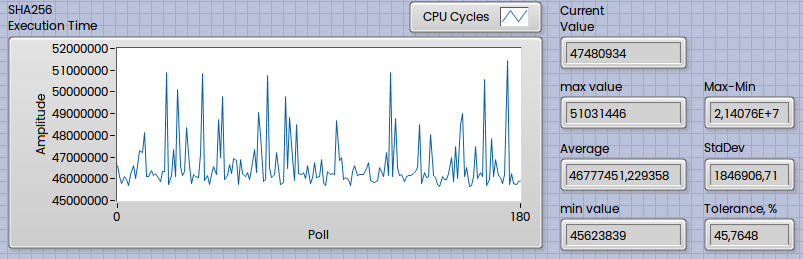 SHA256
Execution Time
CPU Cycles
52000000
51000000
50000000
49000000
48000000
47000000
46000000
45000000
Amplitude
0
180
Poll
Current
Value
47480934
max value
Max-Min
51031446
2,14076E+7
Average
StdDev
46777451,229358
1846906,71
min value
Tolerance, %
45623839
45,7648